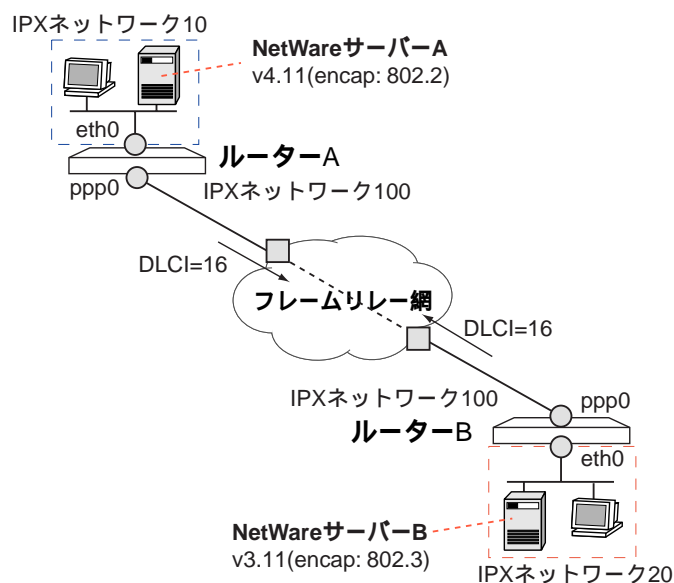 IPXネットワーク10
NetWareサーバーA
v4.11(encap: 802.2)
eth0
ルーターA
ppp0
IPXネットワーク100
DLCI=16
フレームリレー網
DLCI=16
IPXネットワーク100
ppp0
ルーターB
eth0
NetWareサーバーB
v3.11(encap: 802.3)
IPXネットワーク20